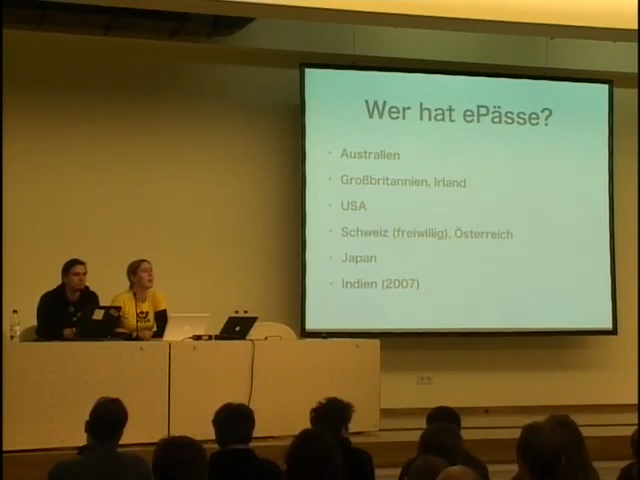 Wer hat ePässe?
· Australien
· Großbritannien, Irland
· USA
· Schweiz (freiwillig), Österreich
· Japan
· Indien (2007)